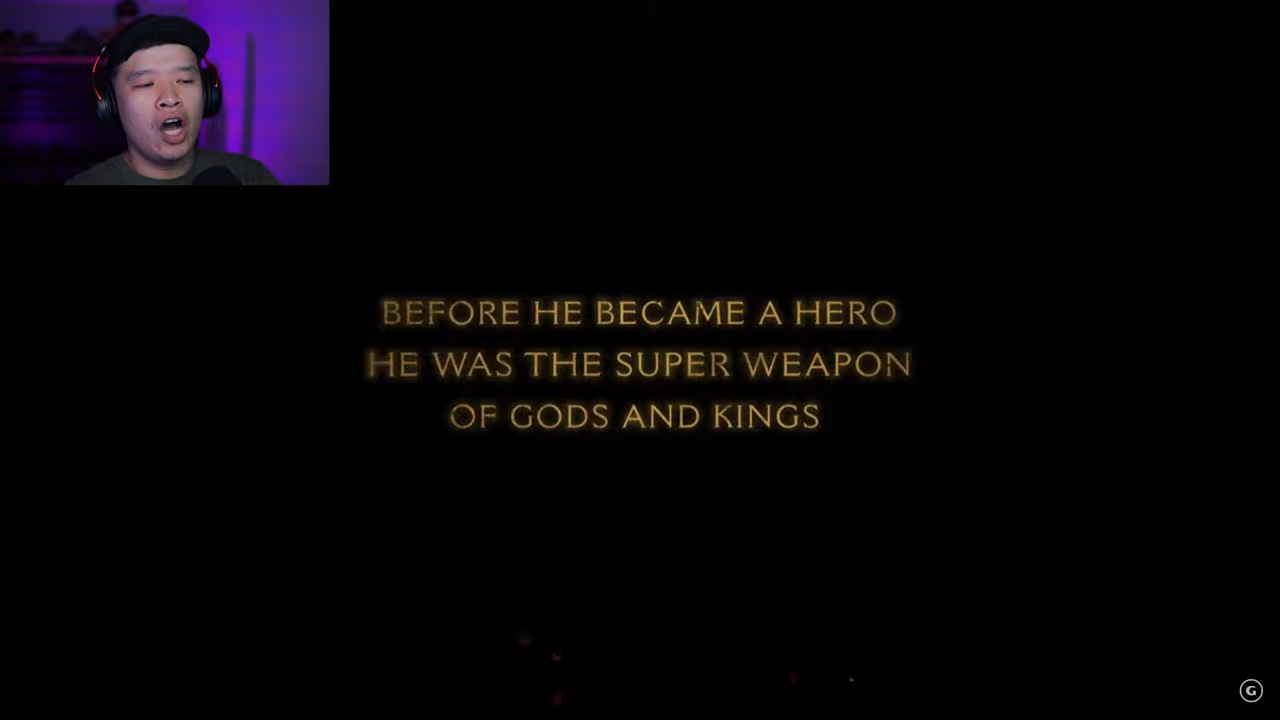 BEFORE HE BECAME A HERO
HE WAS THE SUPER WEAPON
OF GODS AND KINGS
G